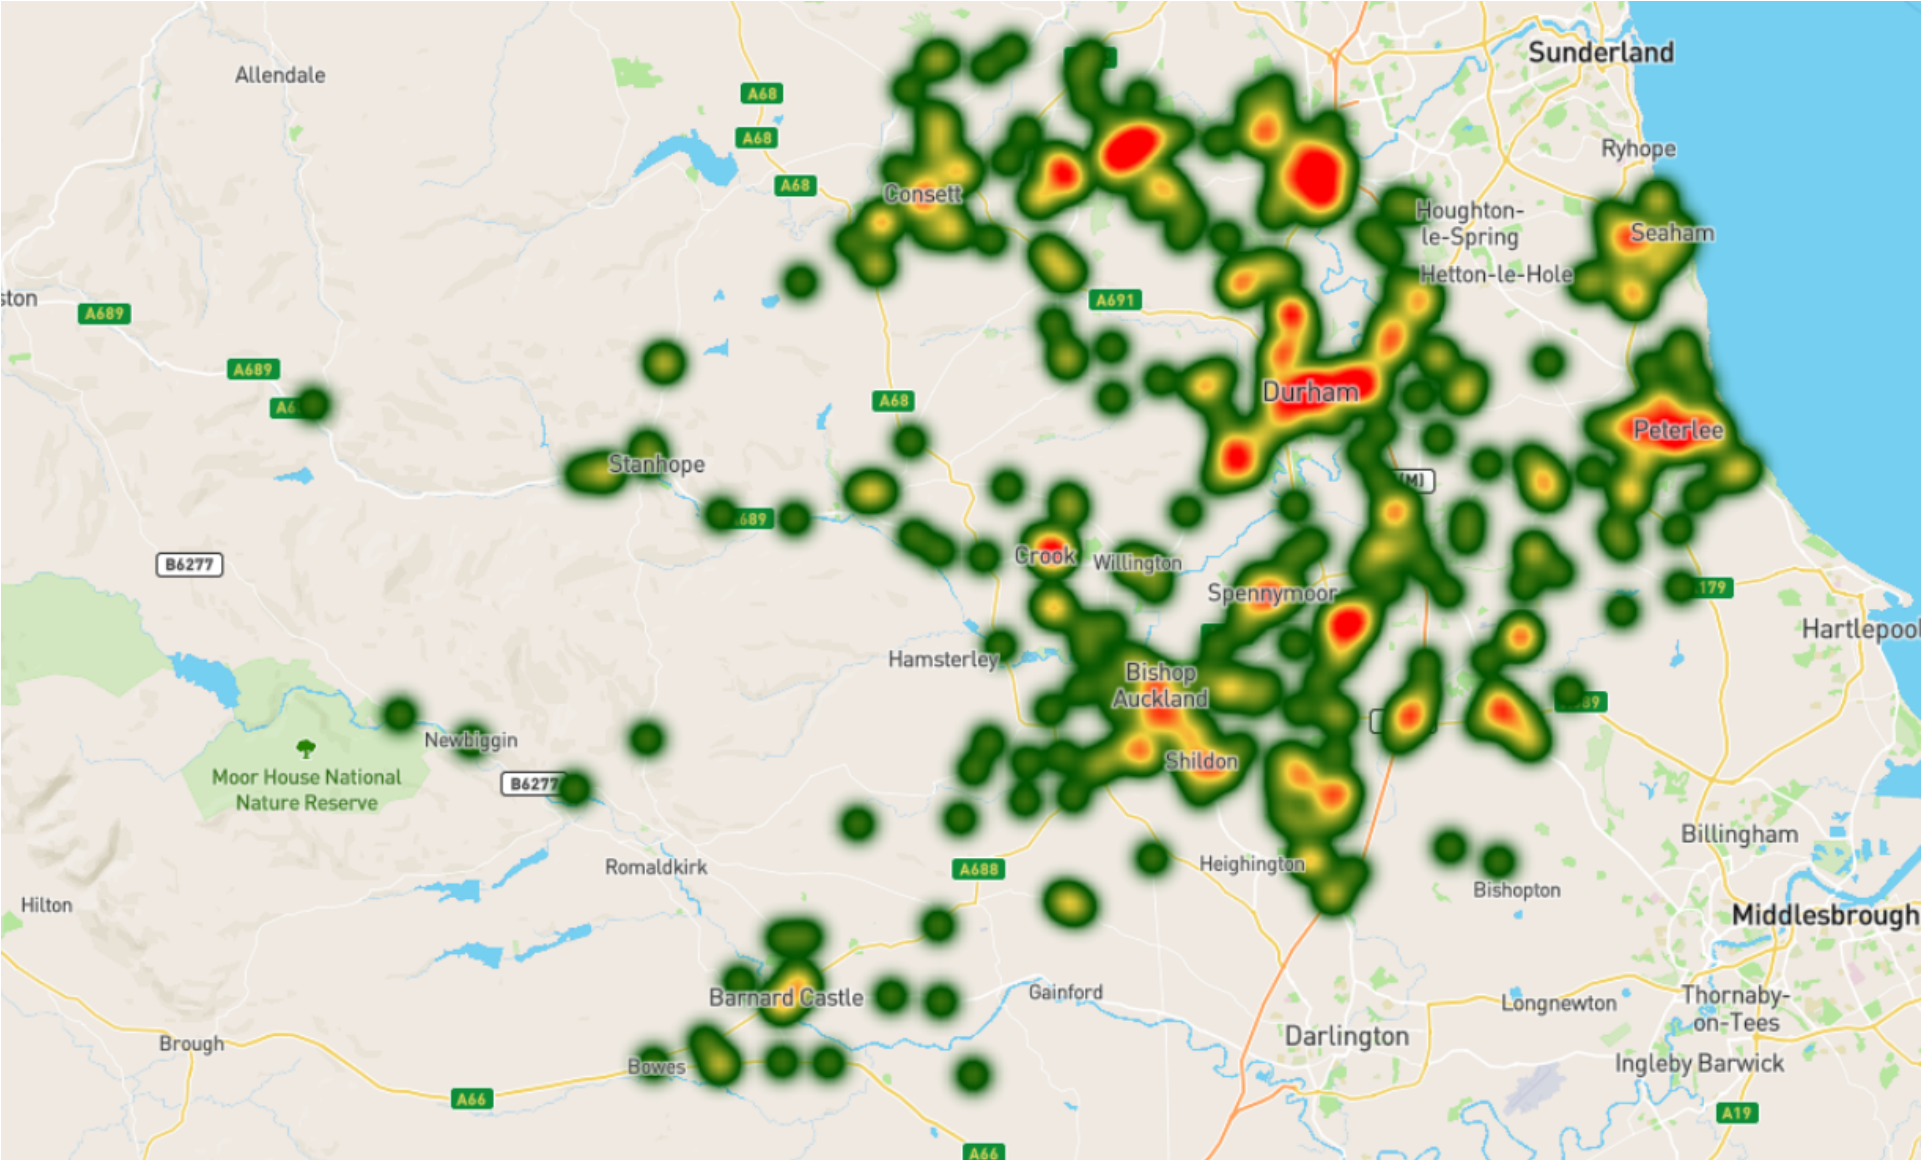 Sunderland
Allendale
A68
A68
Ryhope
A68
Consett
Houghton-
le-Spring
Seaham
Hetton-le-Hole
ston
A689
A691
A689
Durham
A68
Peterlee
Stanhope
(M)
689
Crook
Willington
B6277
Spennymoor
179
Hartlepool
Hamsterley
Bishop
Auckland
Newbiggin
Shildon
Moor House National
Nature Reserve
B6277
Billingham
Romaldkirk
A688
Heighington
Bishopton
Hilton
Middlesbrough
Barnard Castle
Gainford
Longnewton
Thornaby-
on-Tees
Darlington
Brough
Bowes
Ingleby Barwick
A66
A19
A66